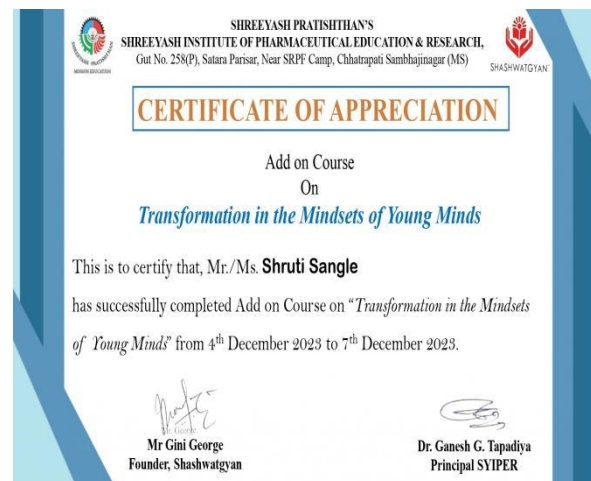 SHREEYASH PRATISHTHAN'S
SHREEYASH INSTITUTE OF PHARMACEUTICAL EDUCATION & RESEARCH,
Gut No. 258(P), Satara Parisar, Near SRPF Camp, Chhatrapati Sambhajinagar (MS)
MISSION EDUCATION
SHASHWATGYAN
CERTIFICATE OF APPRECIATION
Add on Course
On
Transformation in the Mindsets of Young Minds
This is to certify that, Mr./Ms. Shruti Sangle
has successfully completed Add on Course on "Transformation in the Mindsets
of Young Minds" from 4th December 2023 to 7th December 2023.
Mr Gini George
Founder, Shashwatgyan
Dr. Ganesh G. Tapadiya
Principal SYIPER